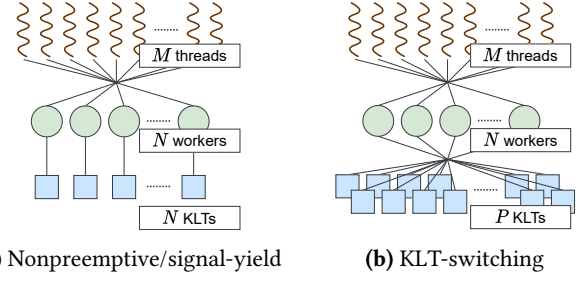 M threads
N workers
N KLTs
) Nonpreemptive/signal-yield
M threads
N workers
P KLTs
(b) KLT-switching